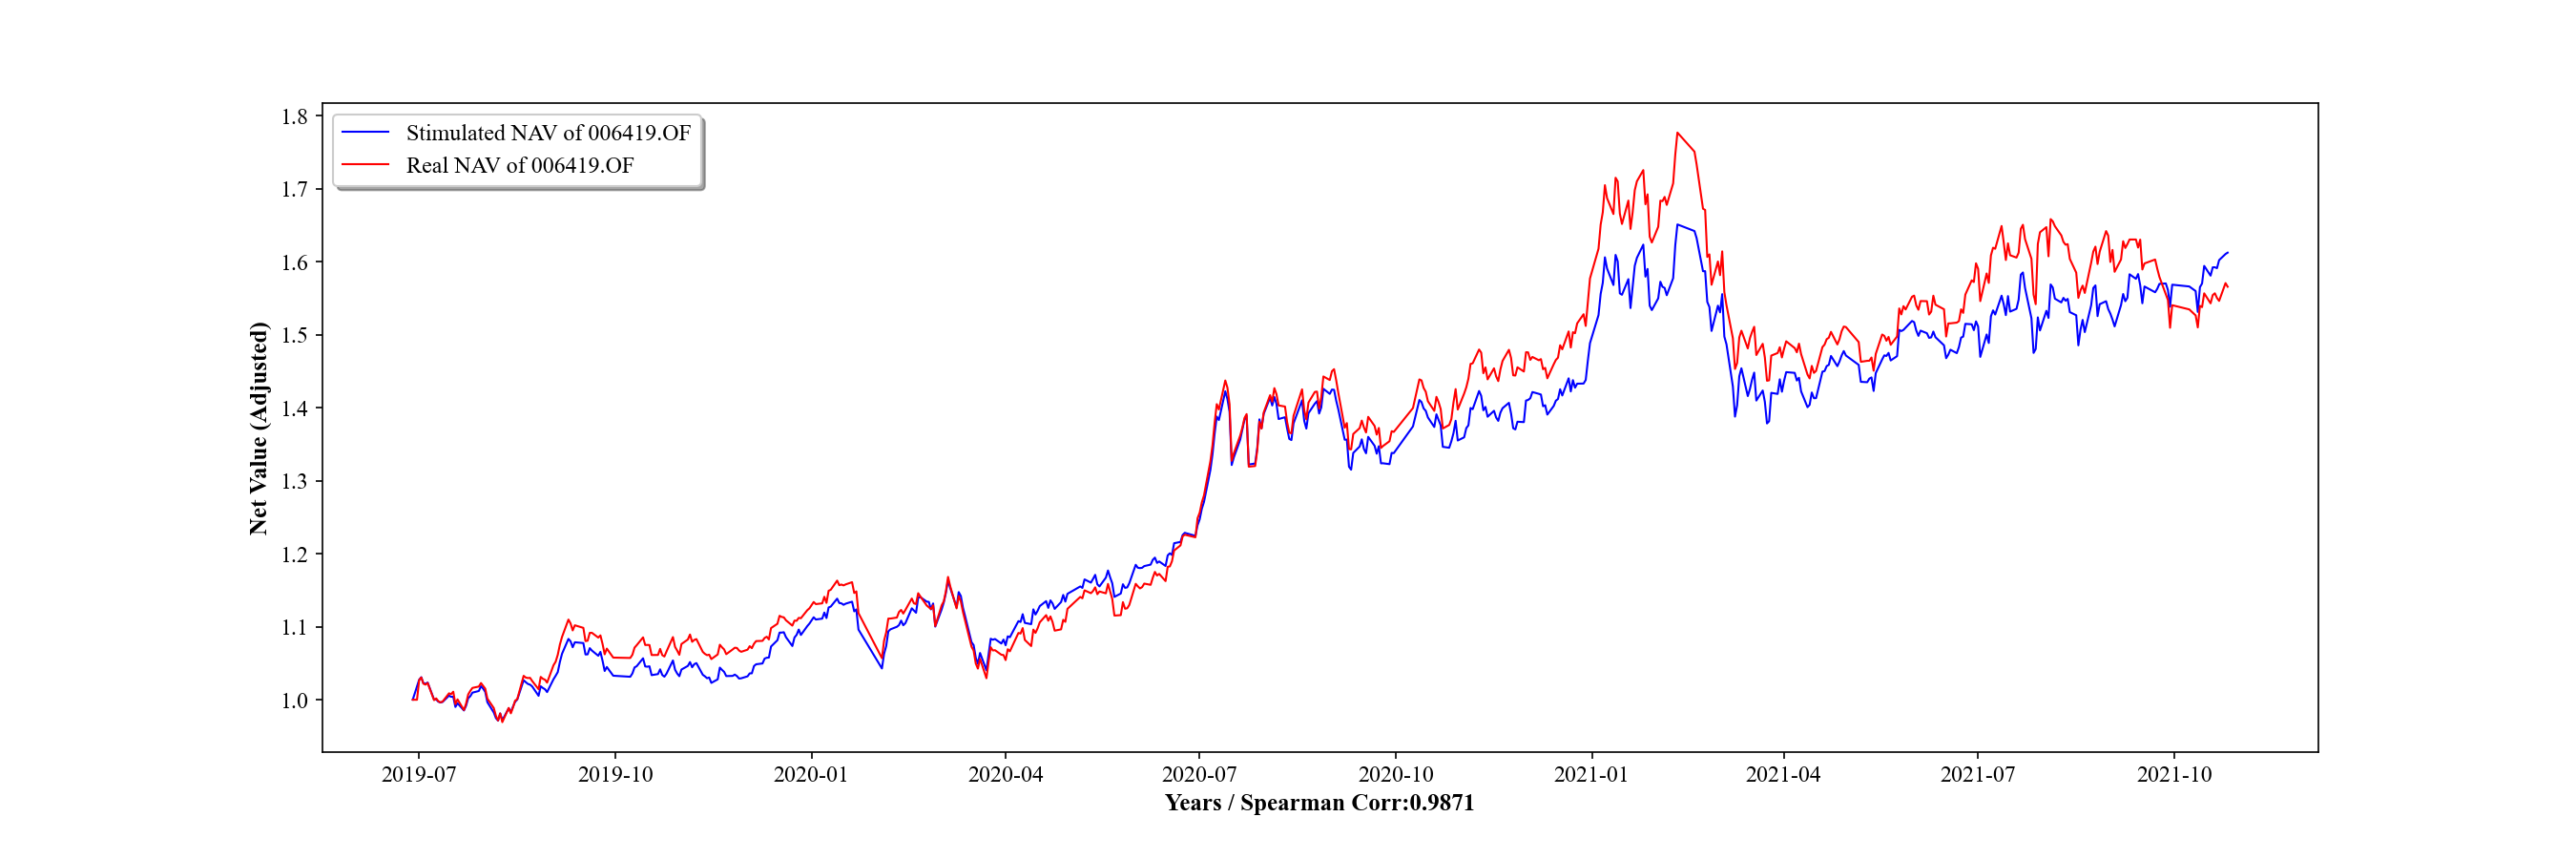 1.8
1.7
1.6
1.5
1.4
1.3
1.2
1.1
1.0
Net Value (Adjusted)
Stimulated NAV of 006419.OF
Real NAV of 006419.OF
2019-07 2019-10 2020-01 2020-04 2020-07 2020-10 2021-01 2021-04 2021-07 2021-10
Years / Spearman Corr:0.9871